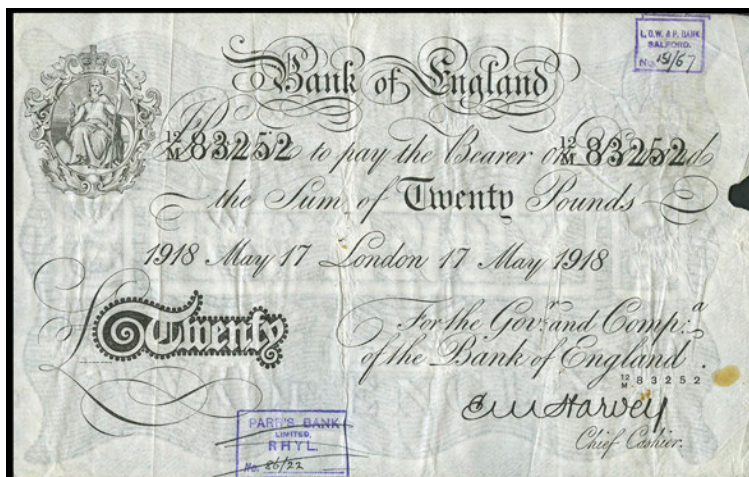 L. C. W. & P. BANK
SALFORD.
No. 151/67
Bank of England
12/M 83252 to pay the Bearer on Demand 12/M 83252
the Sum of Twenty Pounds
1918 May 17 London 17 May 1918
Twenty
For the Govr. and Compa.
of the Bank of England.
12/M 83252
E M Harvey
Chief Cashier.
PARR'S BANK
LIMITED,
RHYL.
No. 86/22